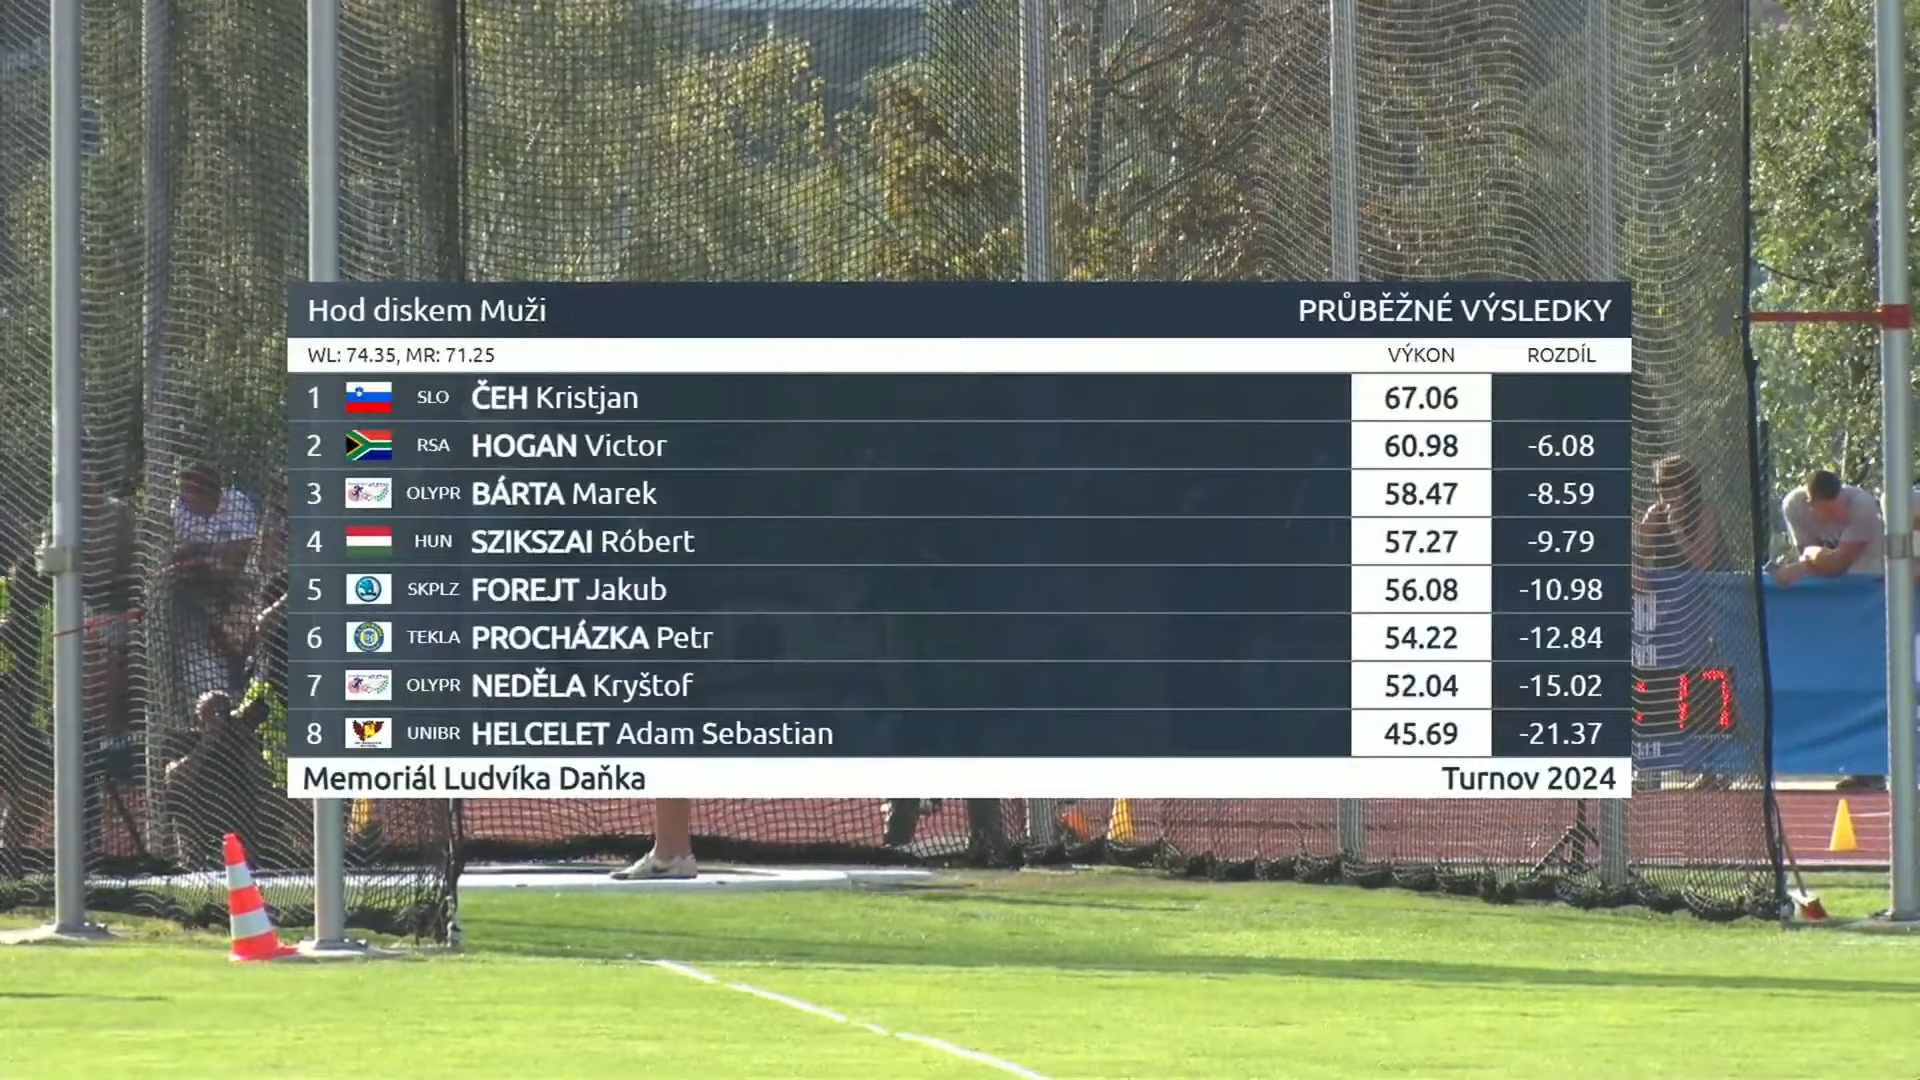 Hod diskem Muži PRŮBĚŽNÉ VÝSLEDKY
WL: 74.35, MR: 71.25 VÝKON ROZDÍL
1 SLO ČEH Kristjan 67.06
2 RSA HOGAN Victor 60.98 -6.08
3 OLYPR BÁRTA Marek 58.47 -8.59
4 HUN SZIKSZAI Róbert 57.27 -9.79
5 SKPLZ FOREJT Jakub 56.08 -10.98
6 TEKLA PROCHÁZKA Petr 54.22 -12.84
7 OLYPR NEDĚLA Kryštof 52.04 -15.02
8 UNIBR HELCELET Adam Sebastian 45.69 -21.37
Memoriál Ludvíka Daňka Turnov 2024